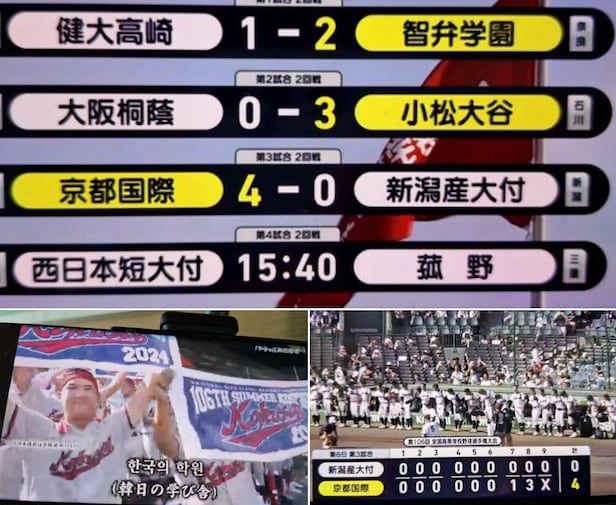 第1試合 2回戦
健大高崎 1-2 智弁学園 奈良
第2試合 2回戦
大阪桐蔭 0-3 小松大谷 石川
第3試合 2回戦
京都国際 4-0 新潟産大付 新潟
第4試合 2回戦
西日本短大付 15:40 菰野 三重
2024
106TH SUMMER
Kokusai
한국의 학원
(韓日の学び舎)
第106回 全国高等学校野球選手権大会
第8日 第3試合 1 2 3 4 5 6 7 8 9 計
新潟産大付 0 0 0 0 0 0 0 0 0 0
京都国際 0 0 0 0 0 0 1 3 X 4